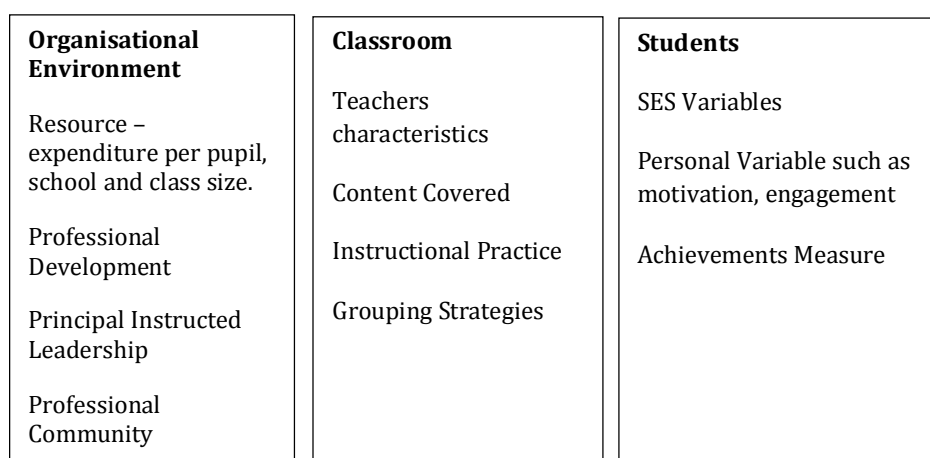 Organisational
Environment
Resource –
expenditure per pupil,
school and class size.
Professional
Development
Principal Instructed
Leadership
Professional
Community
Classroom
Teachers
characteristics
Content Covered
Instructional Practice
Grouping Strategies
Students
SES Variables
Personal Variable such as
motivation, engagement
Achievements Measure